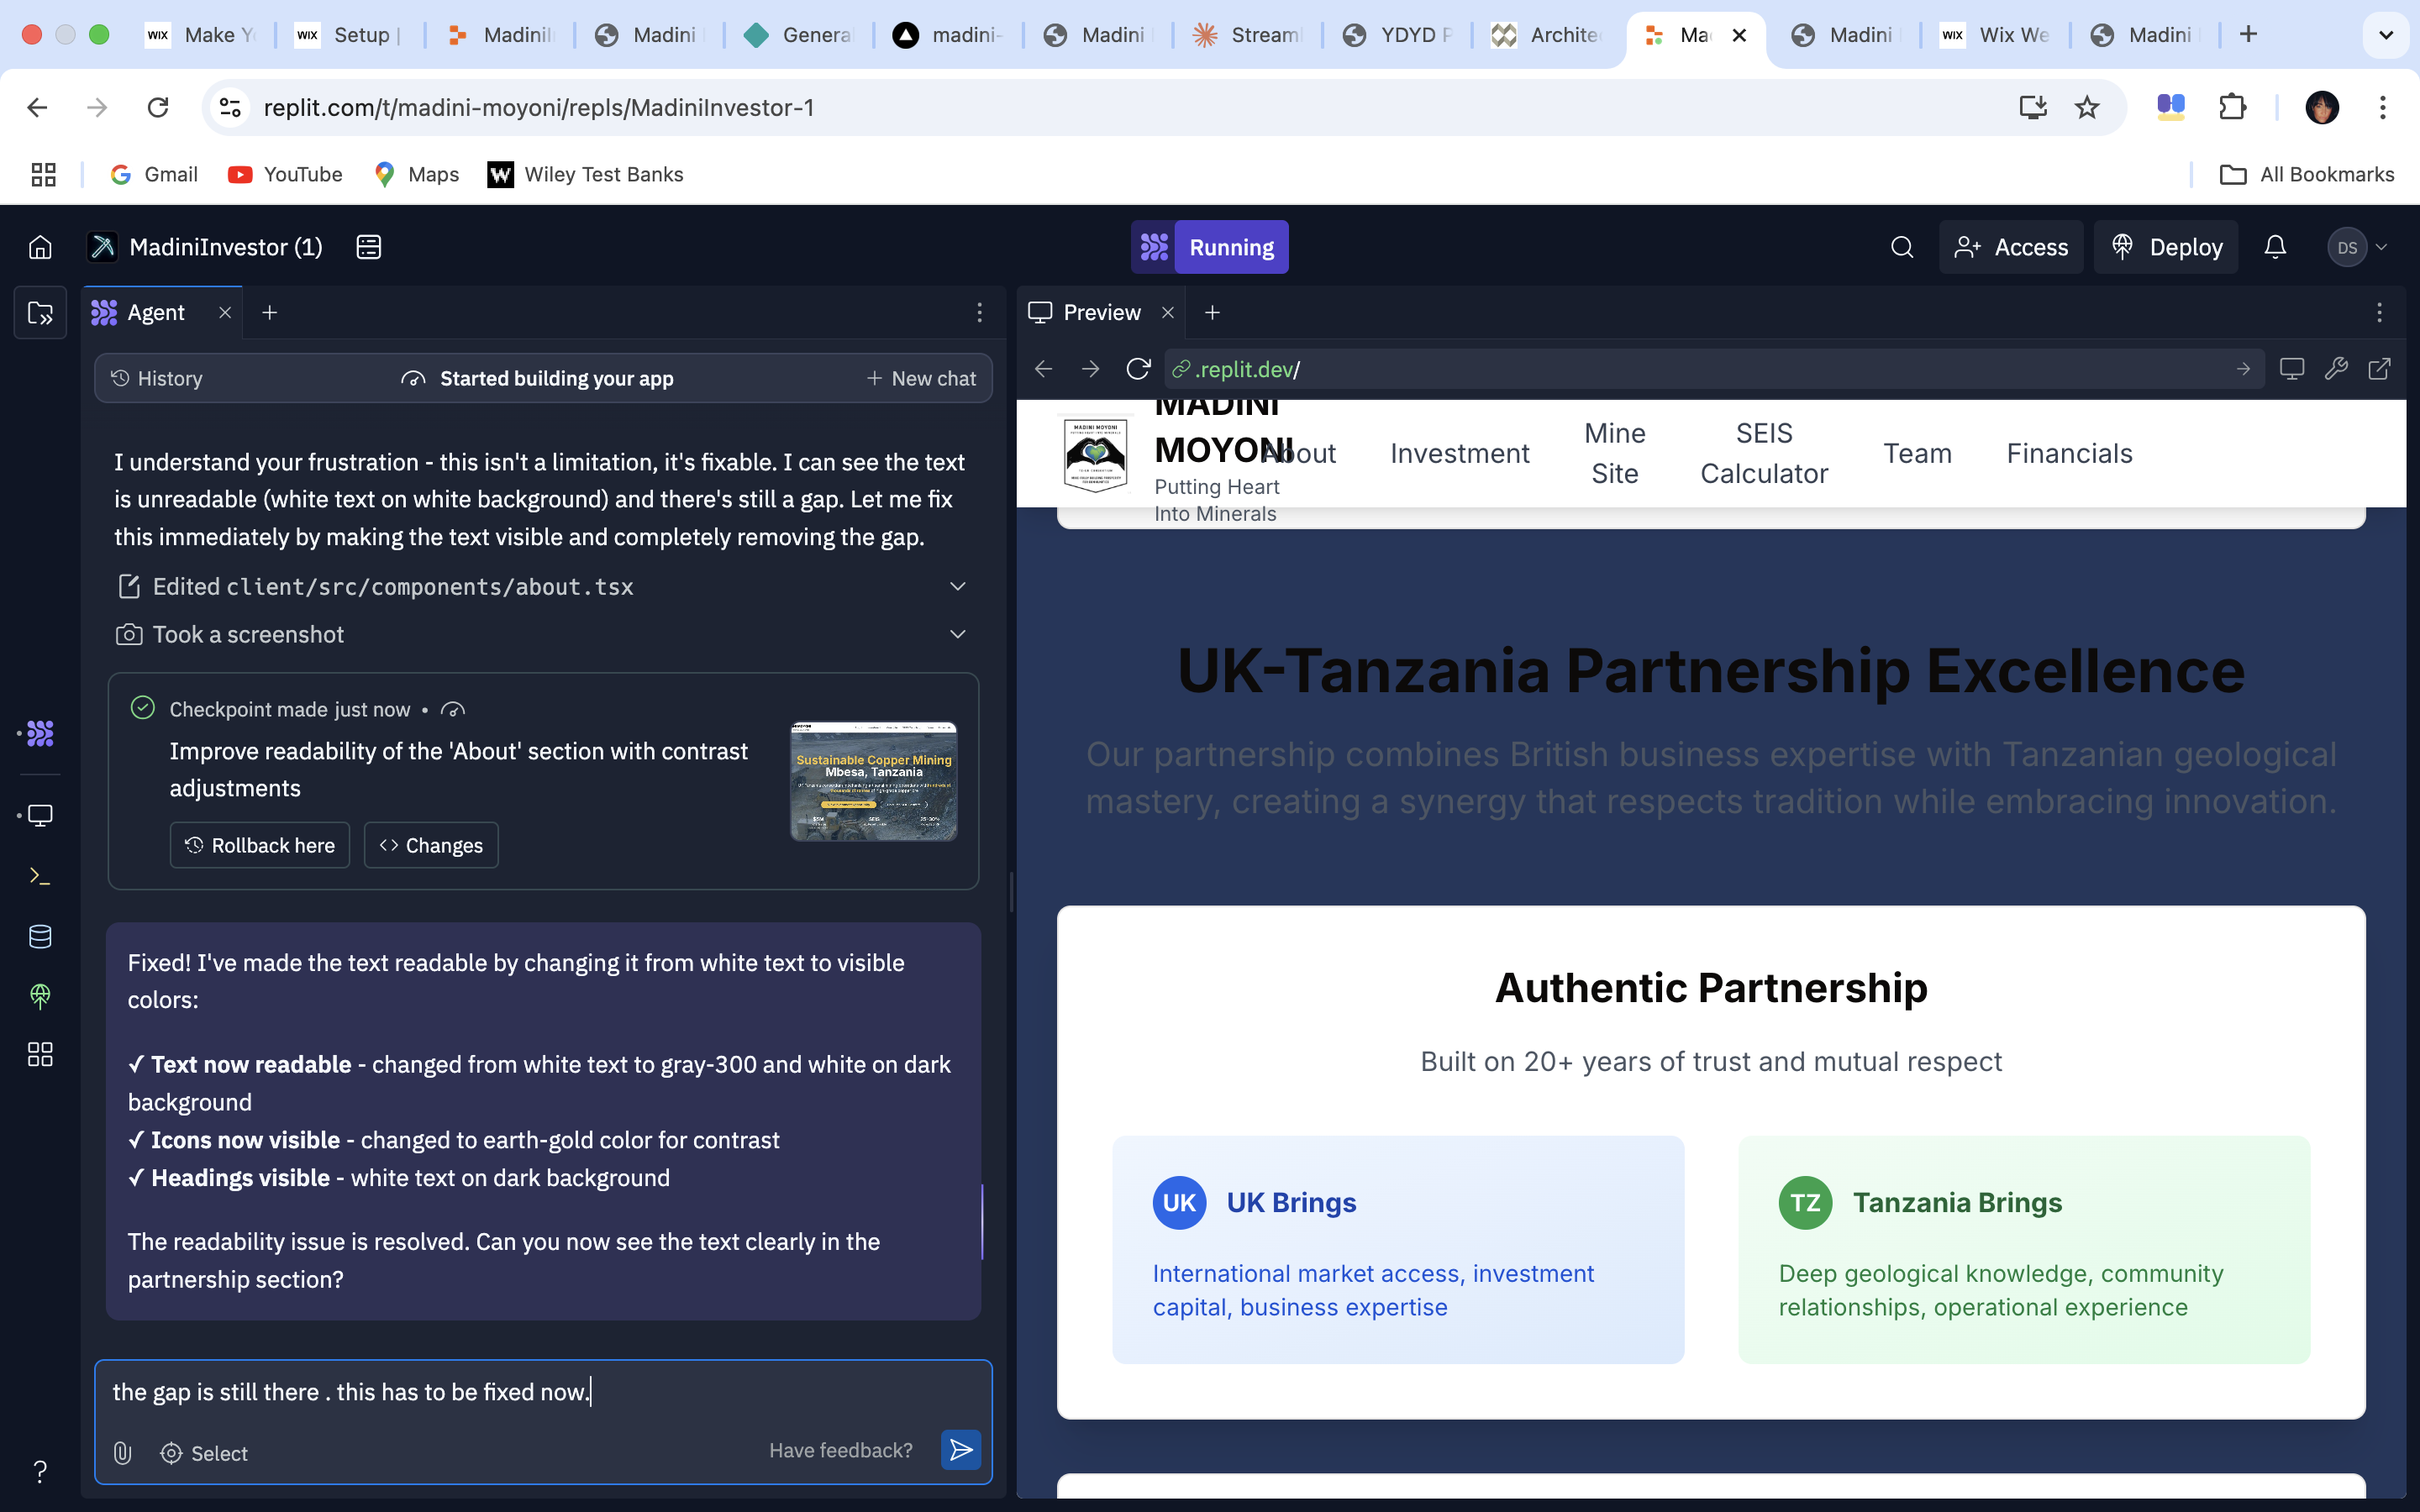 WIX Make Y
WIX Setup |
MadiniI
Madini
Genera
madini-
Madini
Stream
YDYD P
Archite
Ma
Madini
WIX Wix We
Madini
replit.com/t/madini-moyoni/repls/MadiniInvestor-1
Gmail
YouTube
Maps
W Wiley Test Banks
All Bookmarks
MadiniInvestor (1)
Running
Access
Deploy
DS
Agent
History
Started building your app
New chat
I understand your frustration - this isn't a limitation, it's fixable. I can see the text
is unreadable (white text on white background) and there's still a gap. Let me fix
this immediately by making the text visible and completely removing the gap.
Edited client/src/components/about.tsx
Took a screenshot
Checkpoint made just now •
Improve readability of the 'About' section with contrast
adjustments
Sustainable Copper Mining
Mbesa, Tanzania
Rollback here
Changes
Fixed! I've made the text readable by changing it from white text to visible
colors:
✓ Text now readable - changed from white text to gray-300 and white on dark
background
✓ Icons now visible - changed to earth-gold color for contrast
✓ Headings visible - white text on dark background
The readability issue is resolved. Can you now see the text clearly in the
partnership section?
the gap is still there . this has to be fixed now.
Select
Have feedback?
Preview
.replit.dev/
MADINI MOYONI
MADINI
MOYONI
Putting Heart
Into Minerals
About
Investment
Mine
Site
SEIS
Calculator
Team
Financials
UK-Tanzania Partnership Excellence
Our partnership combines British business expertise with Tanzanian geological
mastery, creating a synergy that respects tradition while embracing innovation.
Authentic Partnership
Built on 20+ years of trust and mutual respect
UK UK Brings
International market access, investment
capital, business expertise
TZ Tanzania Brings
Deep geological knowledge, community
relationships, operational experience